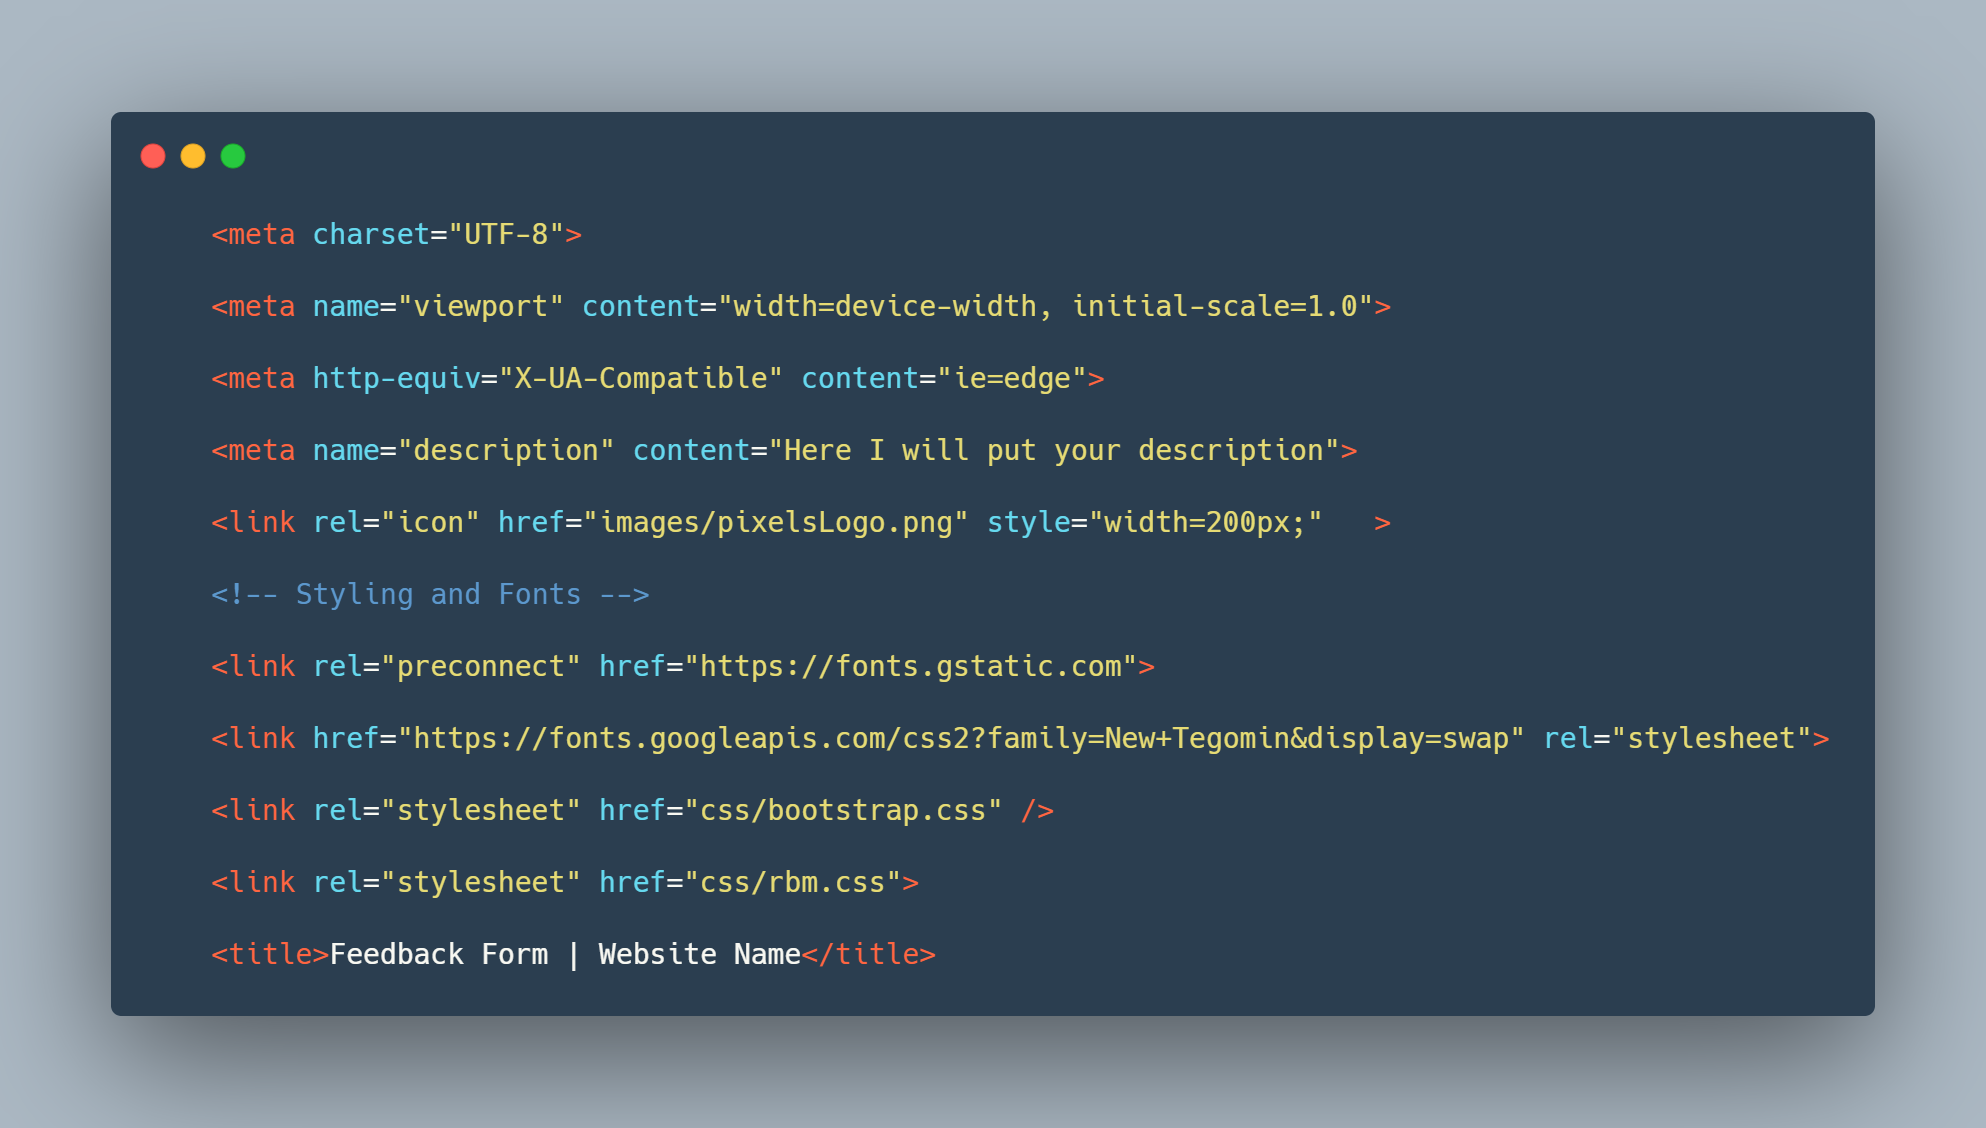 <meta charset="UTF-8">
<meta name="viewport" content="width=device-width, initial-scale=1.0">
<meta http-equiv="X-UA-Compatible" content="ie=edge">
<meta name="description" content="Here I will put your description">
<link rel="icon" href="images/pixelsLogo.png" style="width=200px;"   >
<!-- Styling and Fonts -->
<link rel="preconnect" href="https://fonts.gstatic.com">
<link href="https://fonts.googleapis.com/css2?family=New+Tegomin&display=swap" rel="stylesheet">
<link rel="stylesheet" href="css/bootstrap.css" />
<link rel="stylesheet" href="css/rbm.css">
<title>Feedback Form | Website Name</title>